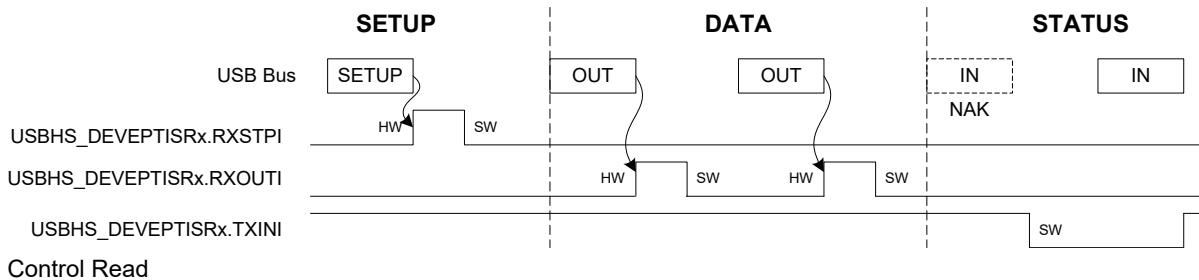 SETUP DATA STATUS
USB Bus SETUP OUT OUT IN IN
NAK
USBHS_DEVEPTISRx.RXSTPI HW SW
USBHS_DEVEPTISRx.RXOUTI HW SW HW SW
USBHS_DEVEPTISRx.TXINI SW
Control Read